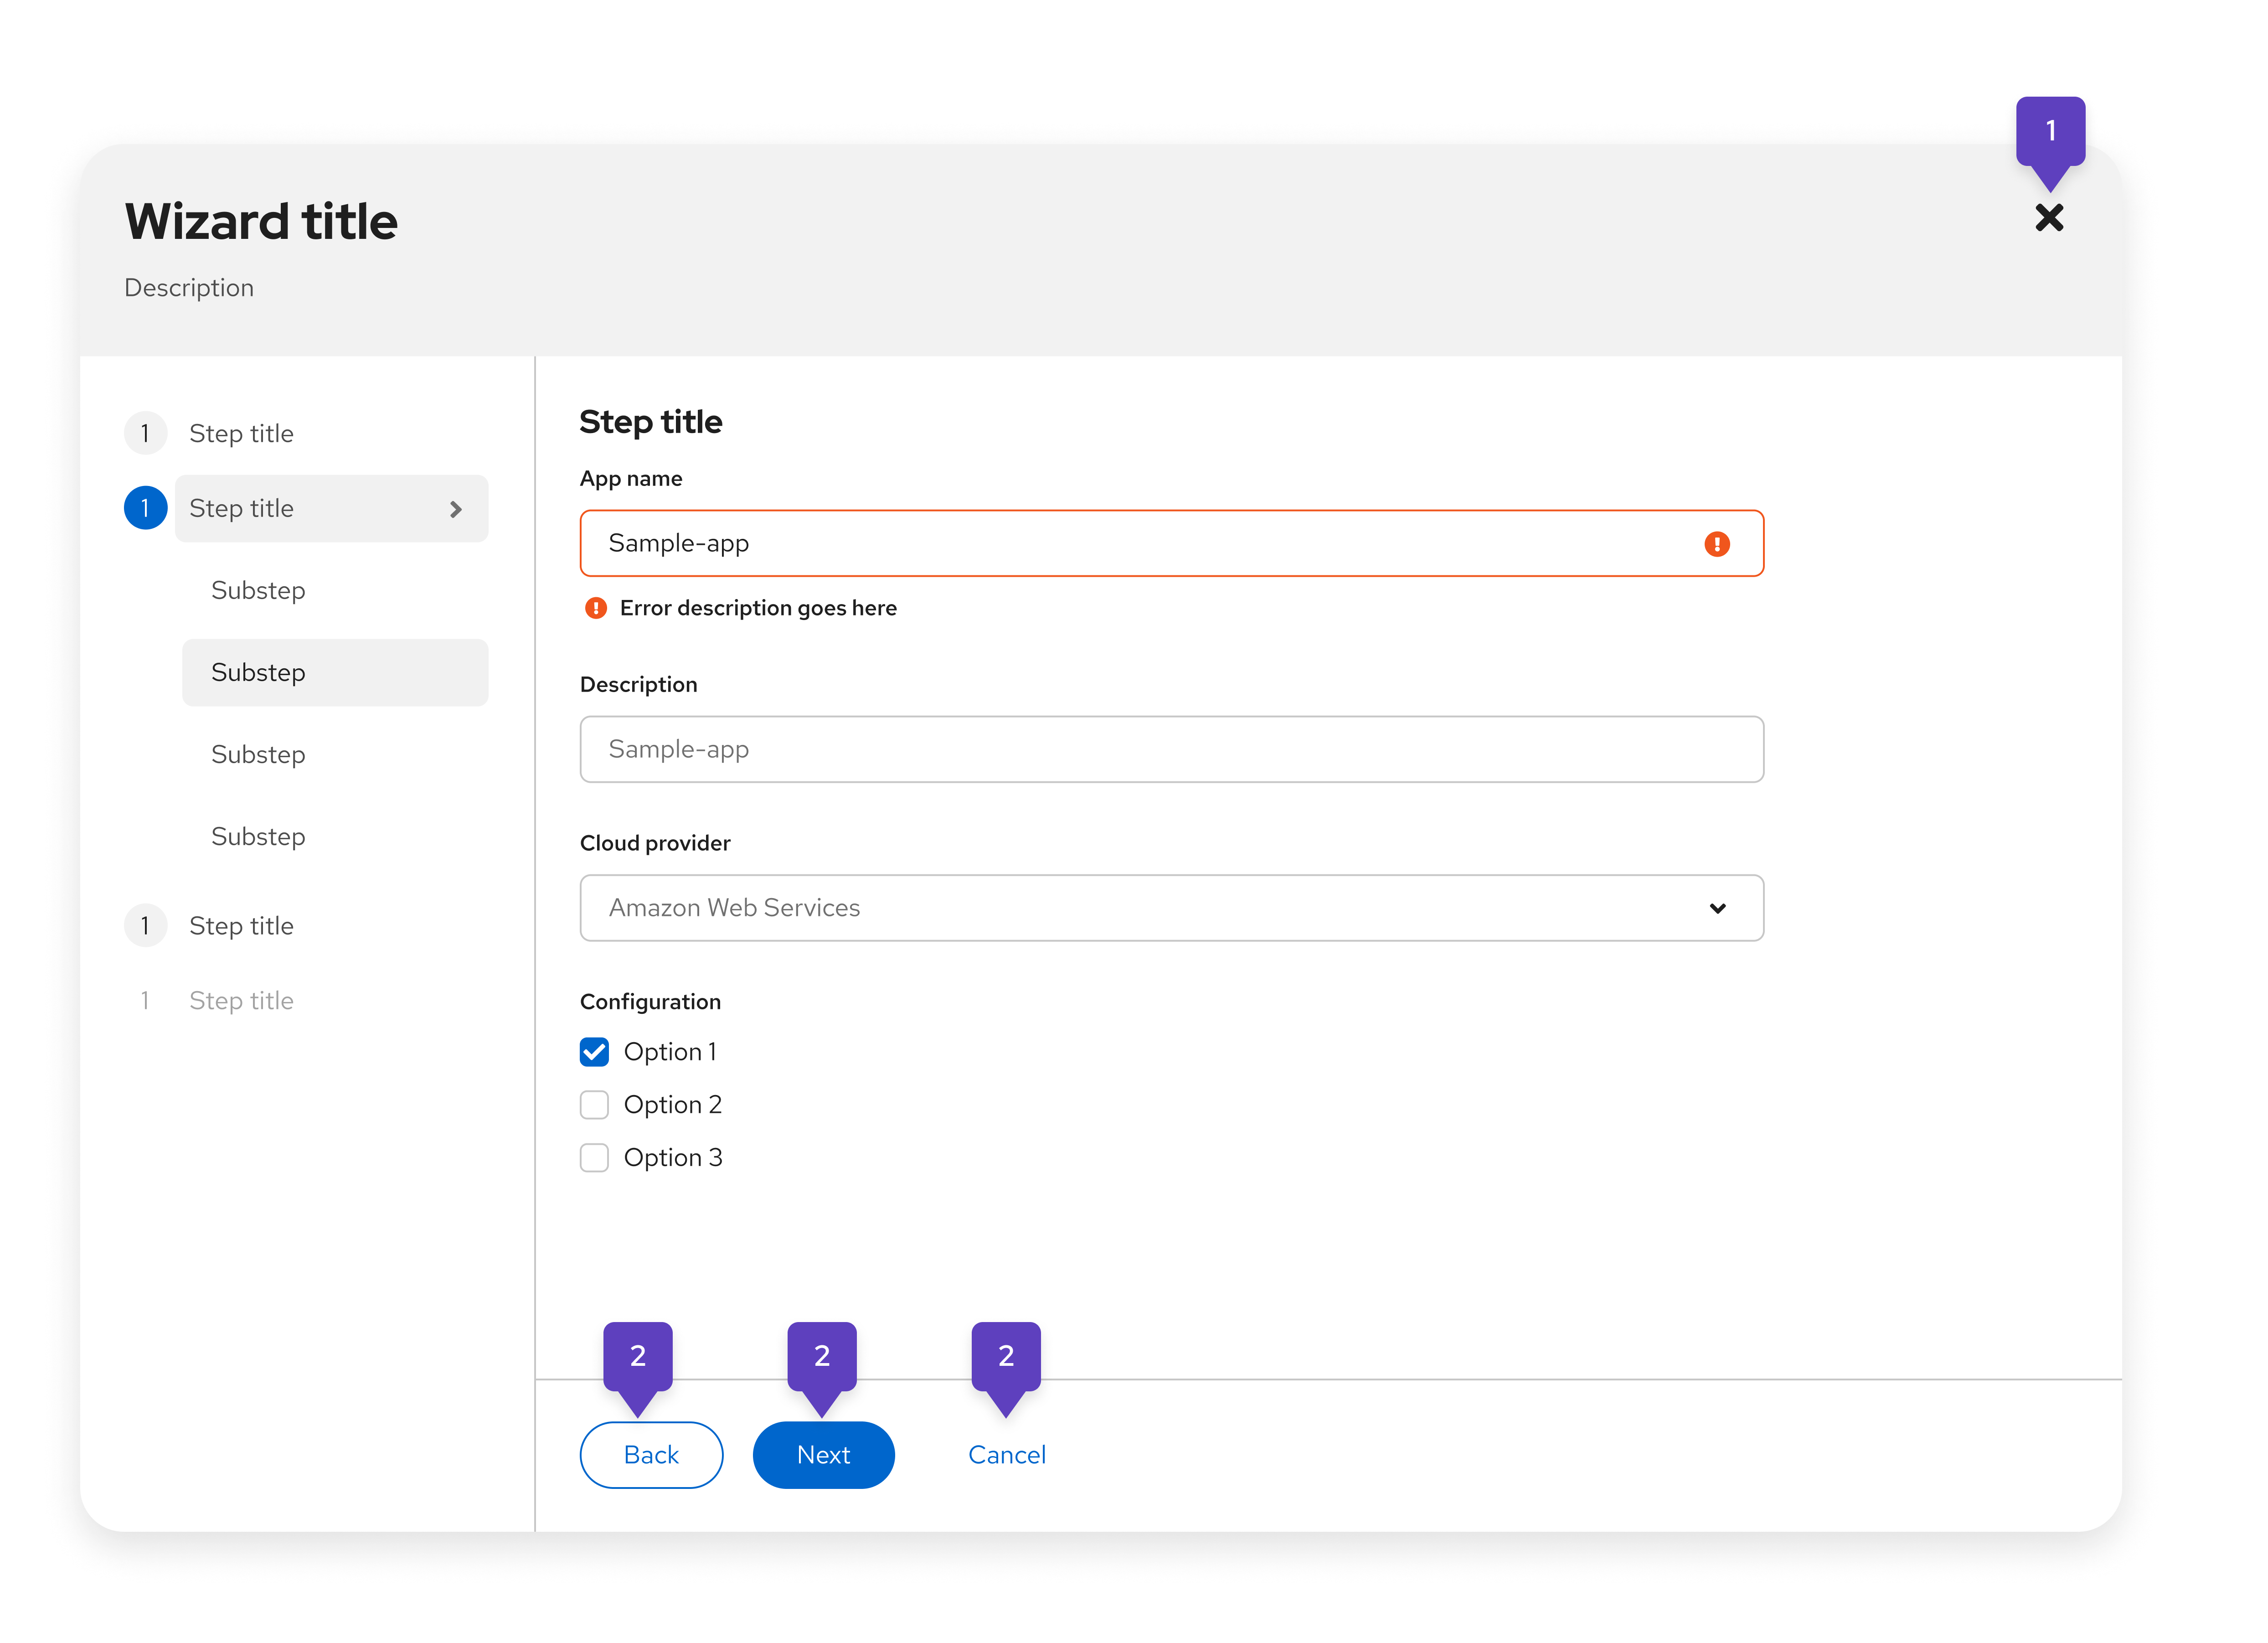 1
Wizard title
Description
1 Step title
1 Step title
Substep
Substep
Substep
Substep
1 Step title
1 Step title
Step title
App name
Sample-app
Error description goes here
Description
Sample-app
Cloud provider
Amazon Web Services
Configuration
Option 1
Option 2
Option 3
2 2 2
Back Next Cancel